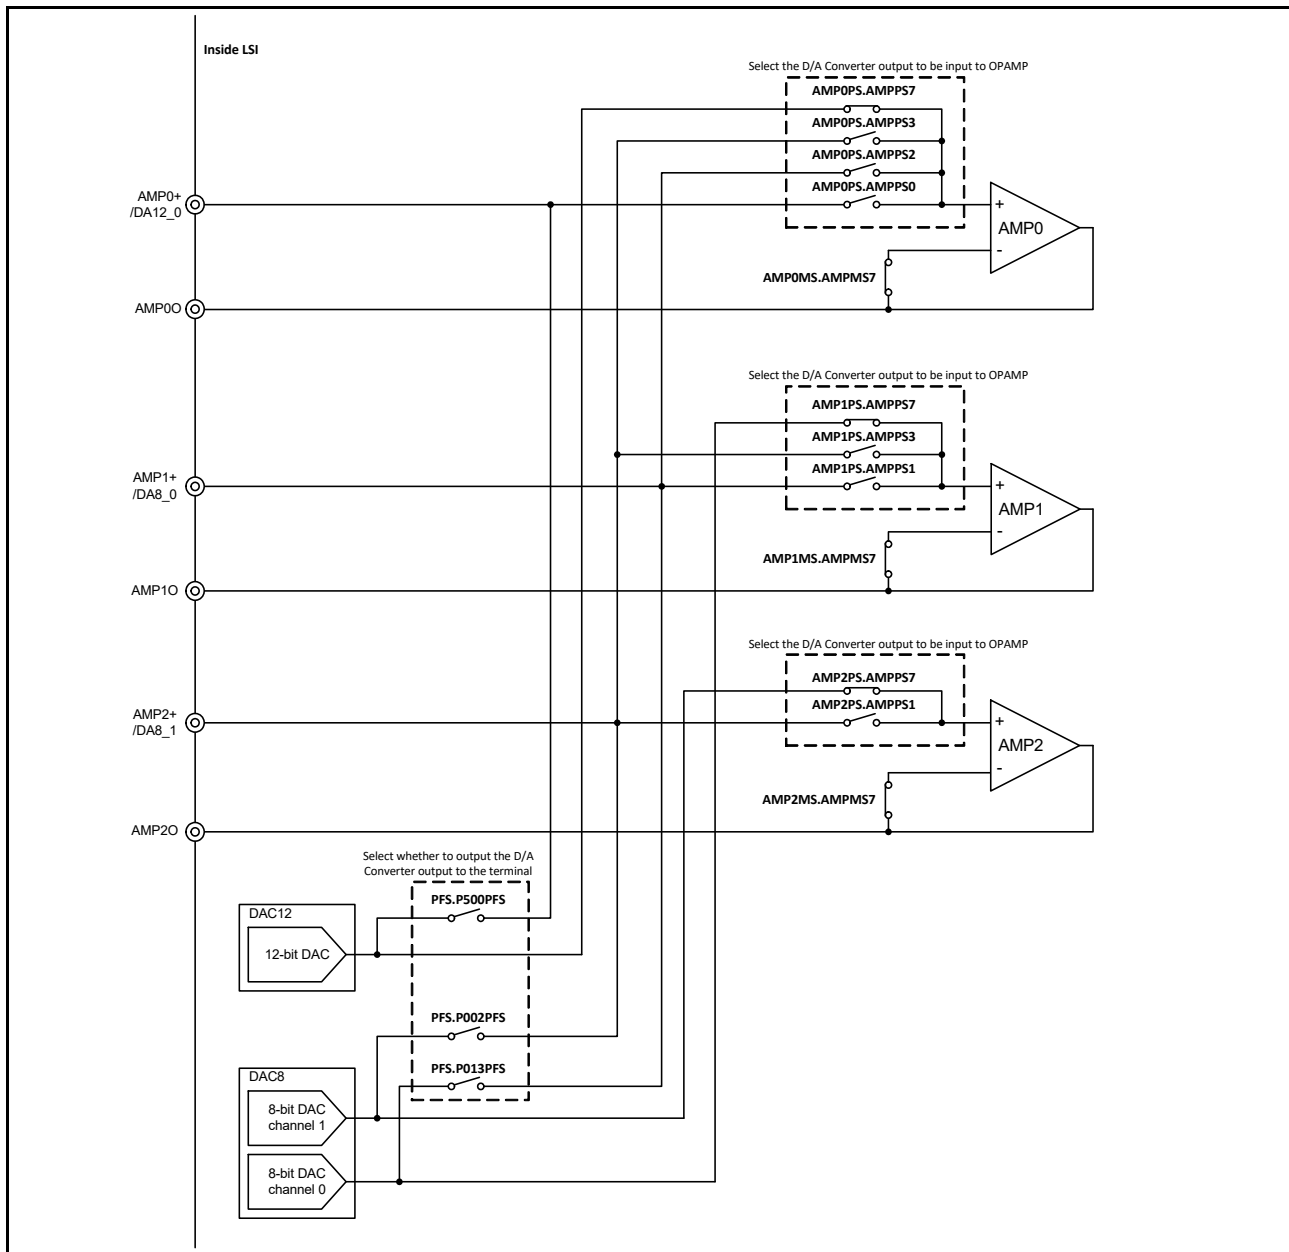 Inside LSI
Select the D/A Converter output to be input to OPAMP
AMP0PS.AMPPS7
AMP0PS.AMPPS3
AMP0PS.AMPPS2
AMP0PS.AMPPS0
AMP0+
/DA12_0
+
AMP0
-
AMP0MS.AMPMS7
AMP0O
Select the D/A Converter output to be input to OPAMP
AMP1PS.AMPPS7
AMP1PS.AMPPS3
AMP1PS.AMPPS1
AMP1+
/DA8_0
+
AMP1
-
AMP1MS.AMPMS7
AMP1O
Select the D/A Converter output to be input to OPAMP
AMP2PS.AMPPS7
AMP2PS.AMPPS1
AMP2+
/DA8_1
+
AMP2
-
AMP2MS.AMPMS7
AMP2O
Select whether to output the D/A
Converter output to the terminal
PFS.P500PFS
DAC12
12-bit DAC
PFS.P002PFS
PFS.P013PFS
DAC8
8-bit DAC
channel 1
8-bit DAC
channel 0